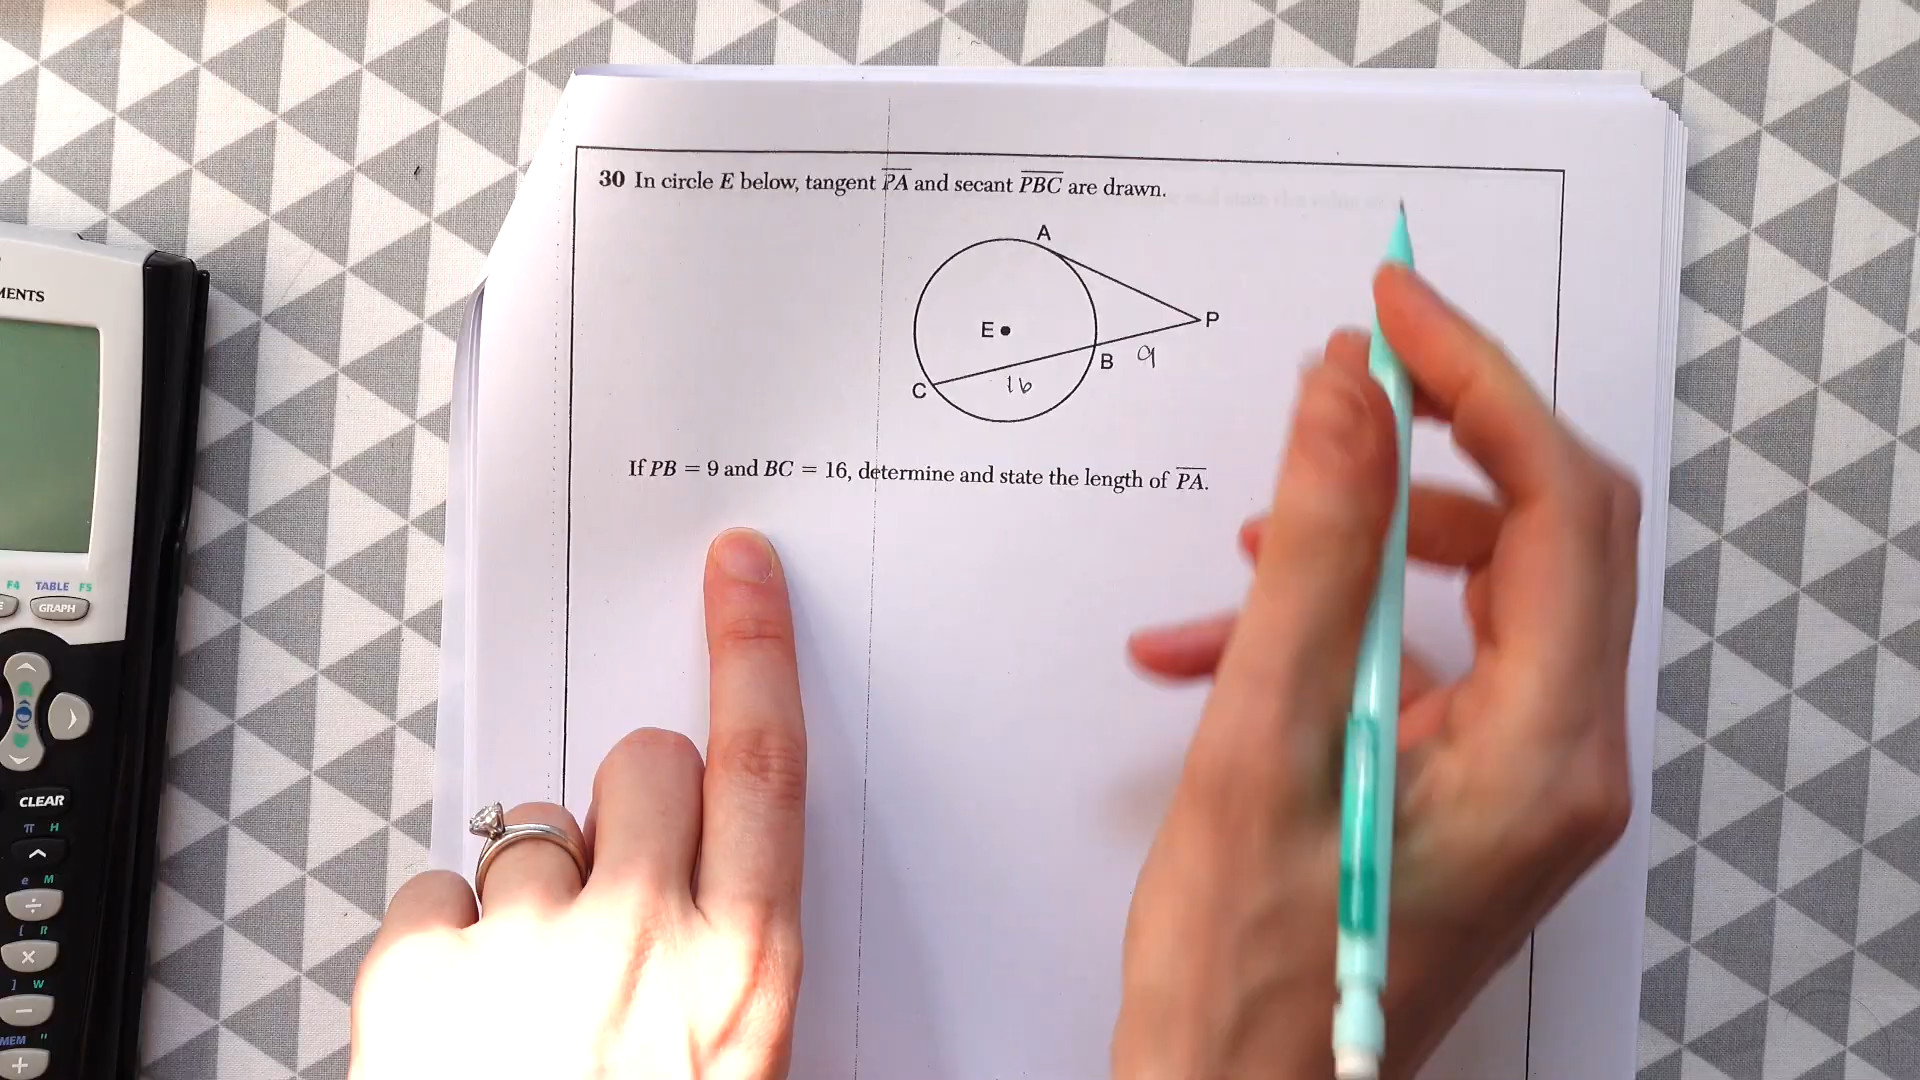 30 In circle E below, tangent PA and secant PBC are drawn.
A
E
P
B
9
C
16
If PB = 9 and BC = 16, determine and state the length of PA.
MENTS
F4 TABLE F5
GRAPH
CLEAR
π H
^
e M
÷
[ R
×
] W
−
MEM "
+